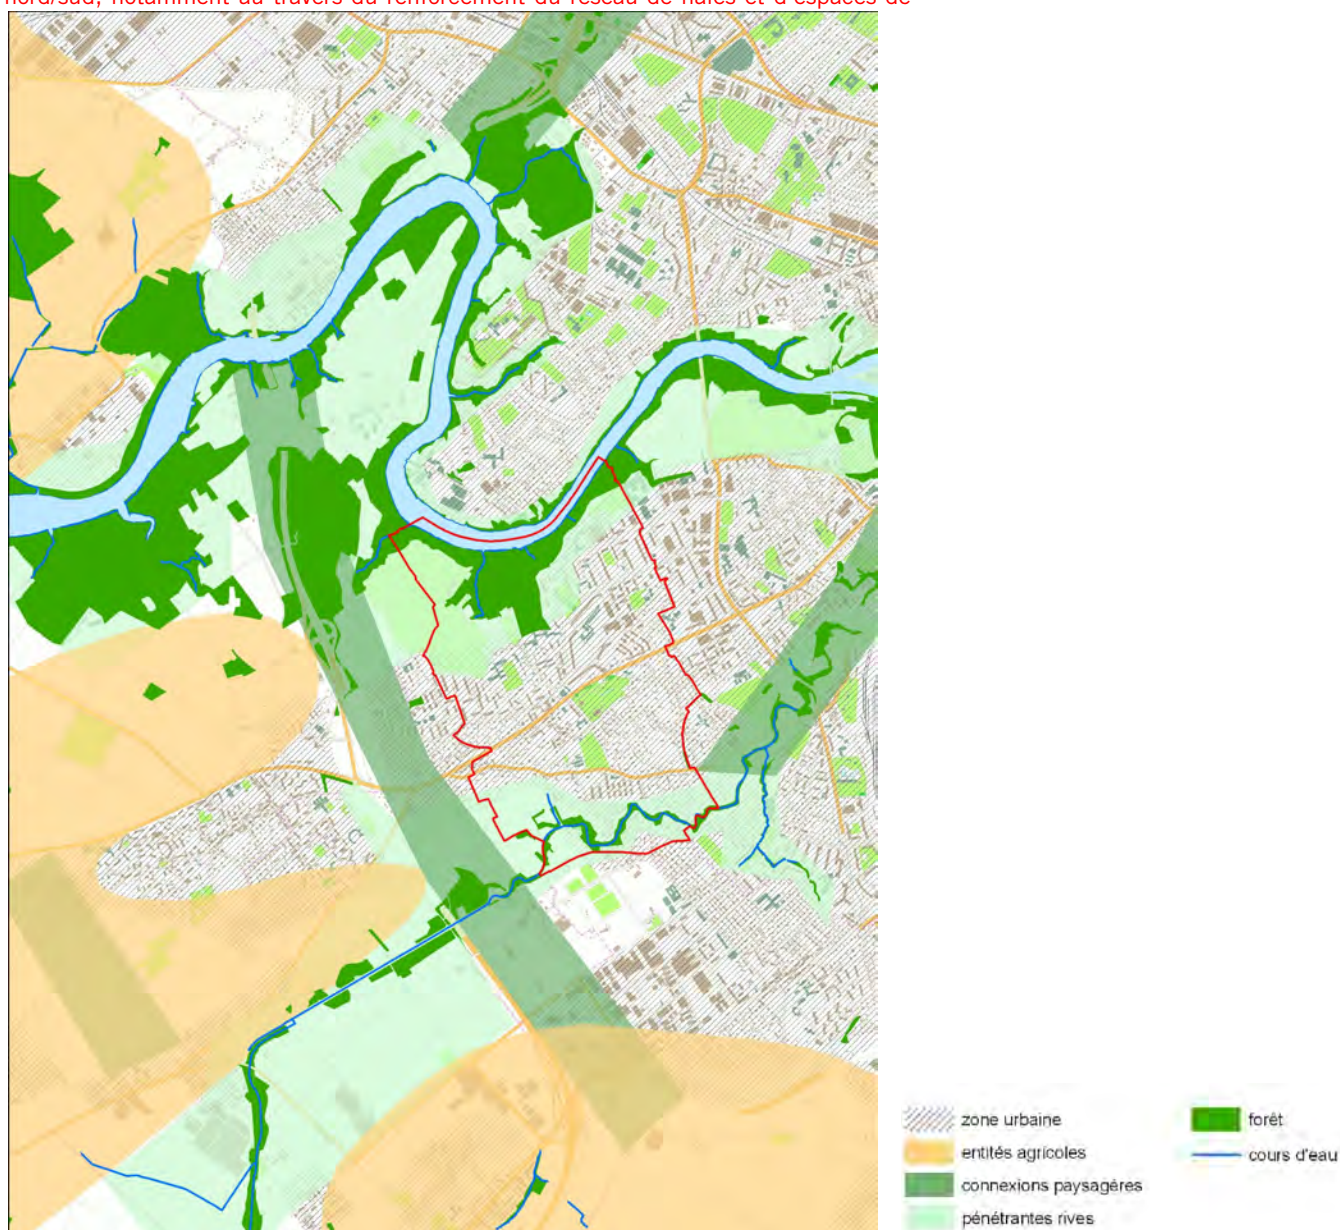 nord/sud, notamment au travers du renforcement du réseau de haies et d'espaces de
zone urbaine
entités agricoles
connexions paysagères
pénétrantes rives
forêt
cours d'eau